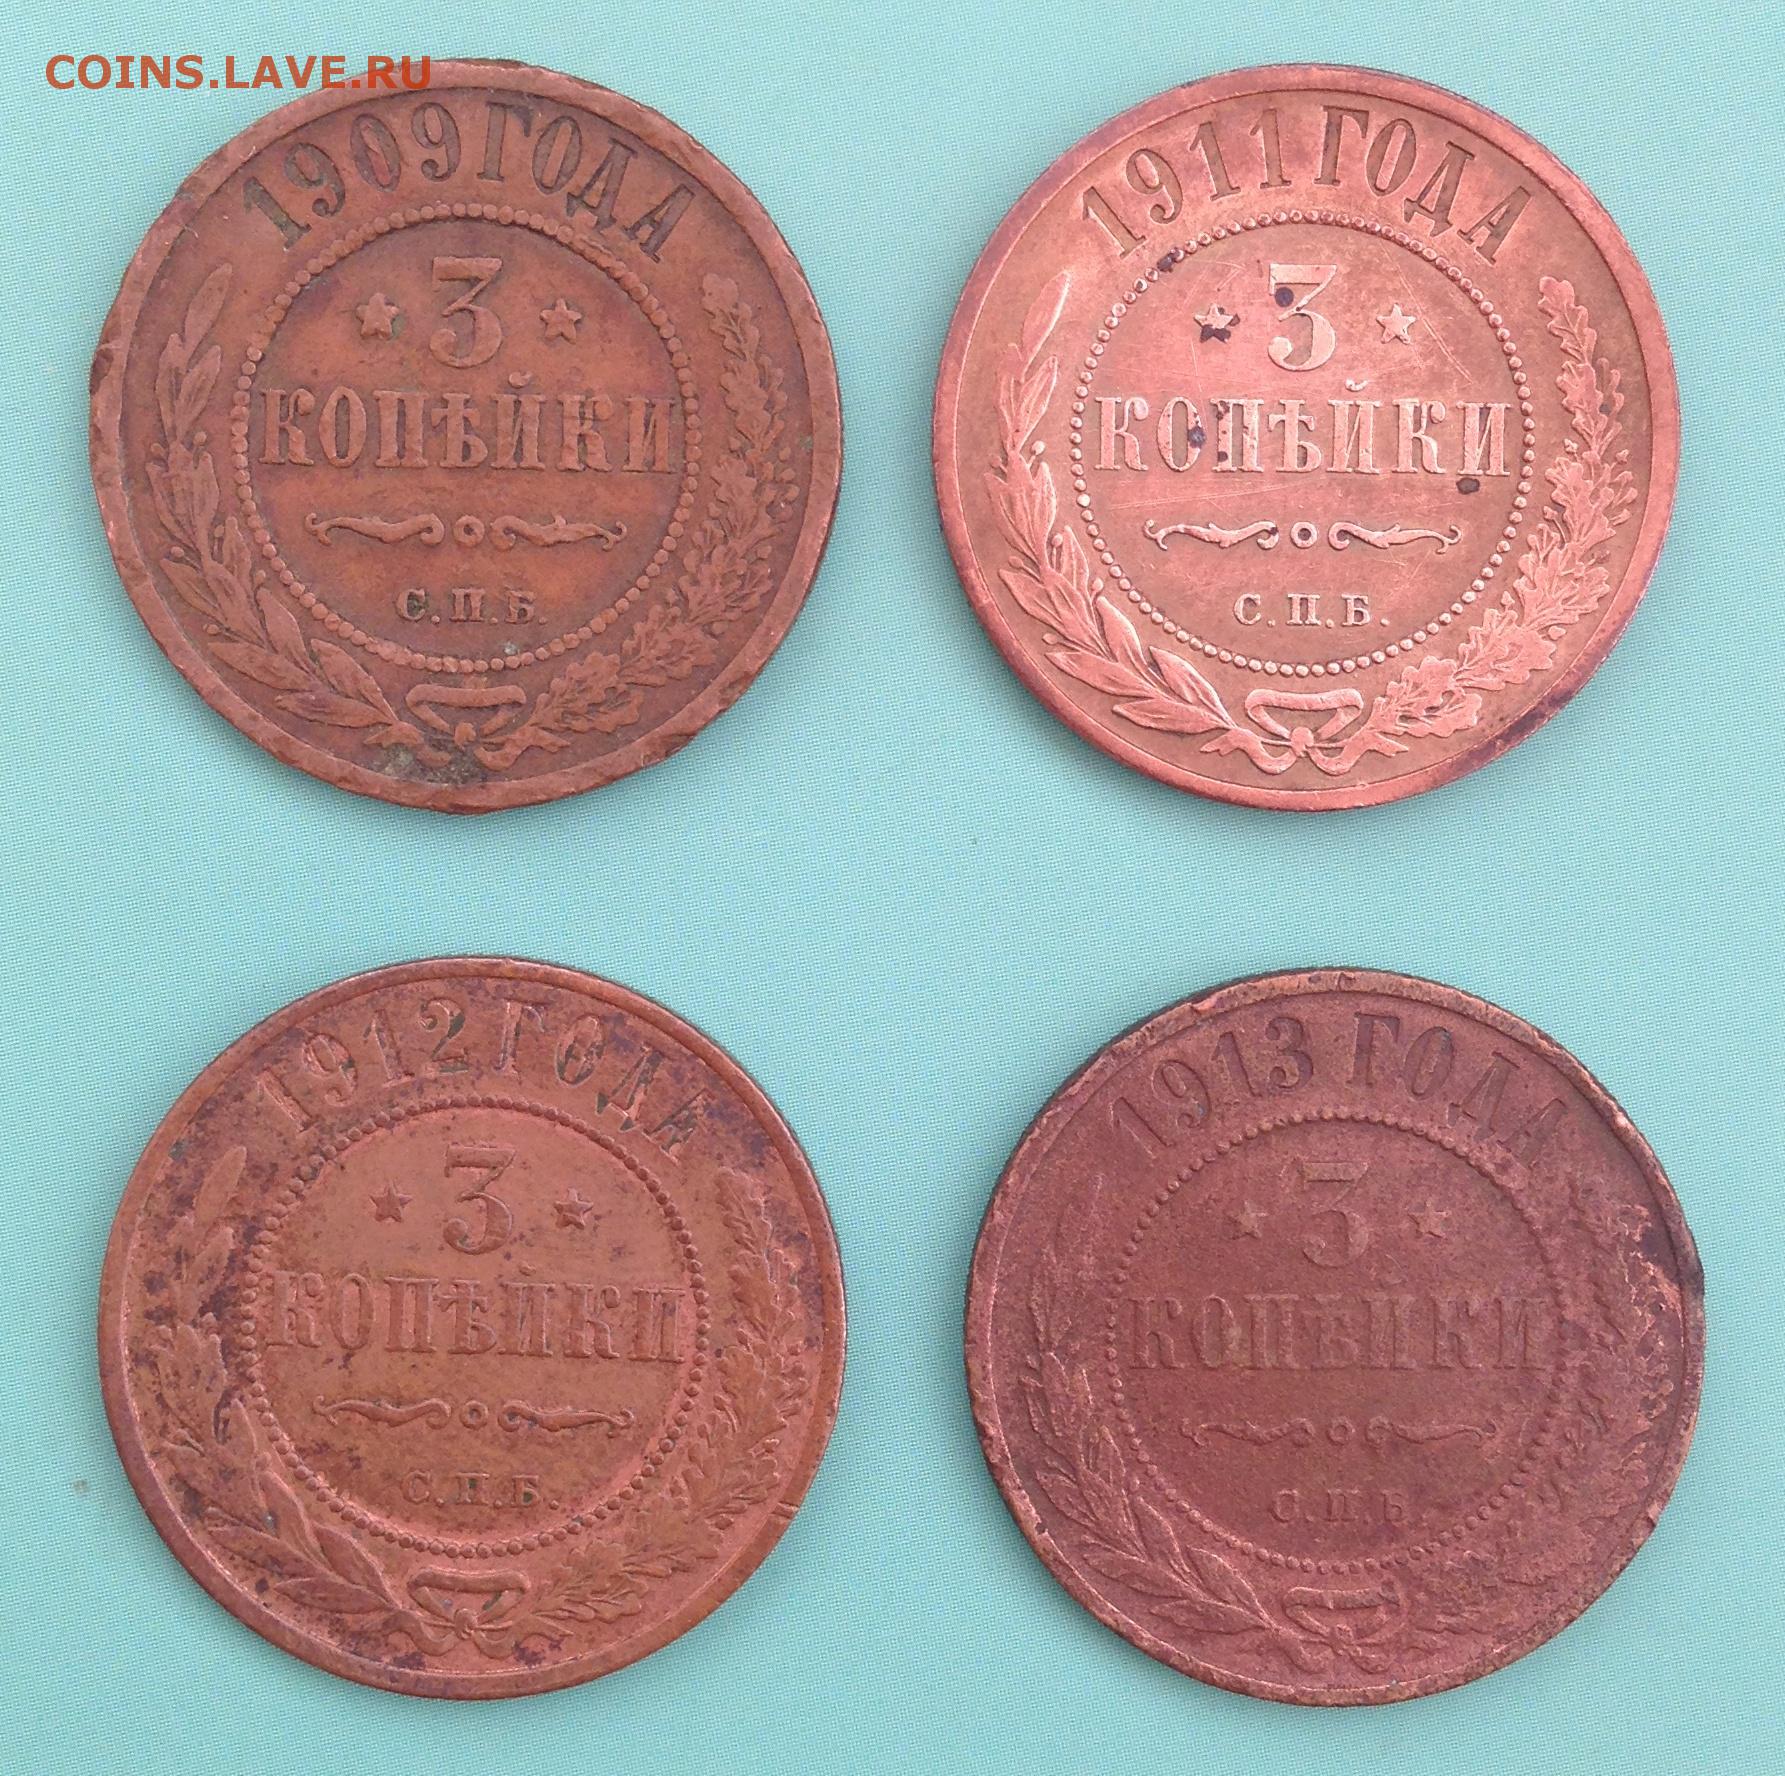 COINS.LAVE.RU
1909 ГОДА
3
КОПѢЙКИ
С.П.Б.
1911 ГОДА
3
КОПѢЙКИ
С.П.Б.
1912 ГОДА
3
КОПѢЙКИ
С.П.Б.
1913 ГОДА
3
КОПѢЙКИ
С.П.Б.